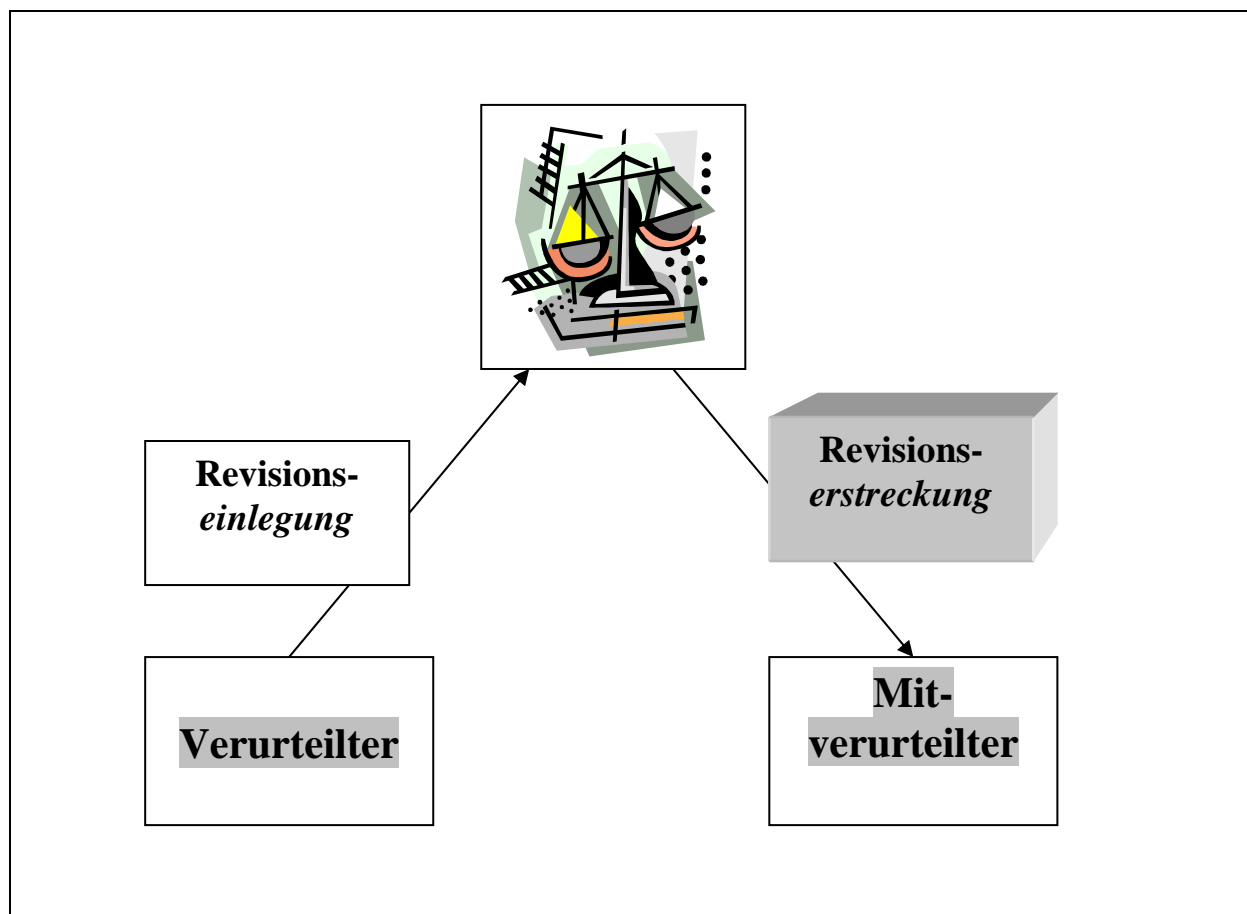 Revisions-
einlegung
Revisions-
erstreckung
Verurteilter
Mit-
verurteilter